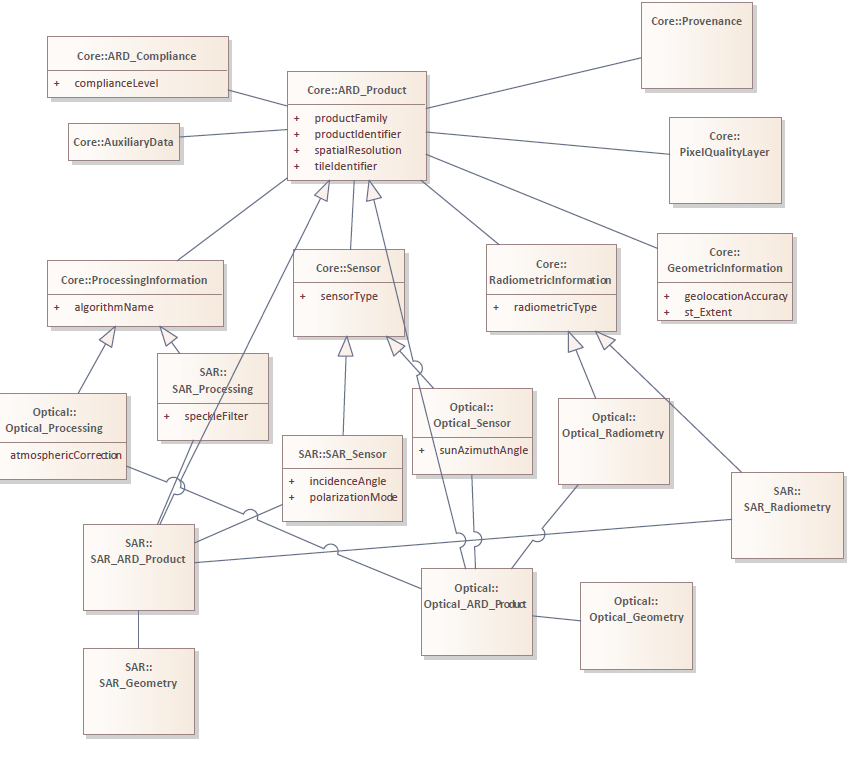 Core::Provenance
Core::ARD_Compliance
+ complianceLevel
Core::ARD_Product
+ productFamily
+ productIdentifier
+ spatialResolution
+ tileIdentifier
Core::AuxiliaryData
Core::
PixelQualityLayer
Core::ProcessingInformation
+ algorithmName
Core::Sensor
+ sensorType
Core::
RadiometricInformation
+ radiometricType
Core::
GeometricInformation
+ geolocationAccuracy
+ st_Extent
SAR::
SAR_Processing
+ speckleFilter
Optical::
Optical_Processing
atmosphericCorrection
SAR::SAR_Sensor
+ incidenceAngle
+ polarizationMode
Optical::
Optical_Sensor
+ sunAzimuthAngle
Optical::
Optical_Radiometry
SAR::
SAR_Radiometry
SAR::
SAR_ARD_Product
Optical::
Optical_ARD_Product
Optical::
Optical_Geometry
SAR::
SAR_Geometry